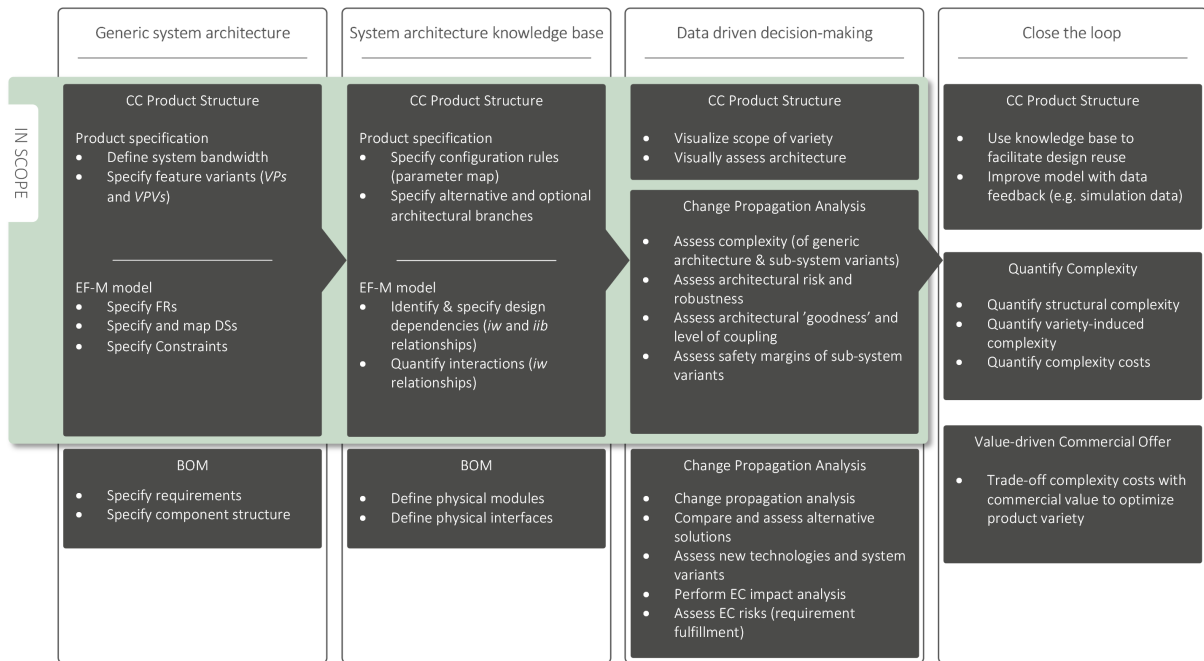 Generic system architecture
System architecture knowledge base
Data driven decision-making
Close the loop
IN SCOPE
CC Product Structure
Product specification
• Define system bandwidth
• Specify feature variants (VPs
and VPVs)
EF-M model
• Specify FRs
• Specify and map DSs
• Specify Constraints
BOM
• Specify requirements
• Specify component structure
CC Product Structure
Product specification
• Specify configuration rules
(parameter map)
• Specify alternative and optional
architectural branches
EF-M model
• Identify & specify design
dependencies (iw and iib
relationships)
• Quantify interactions (iw
relationships)
BOM
• Define physical modules
• Define physical interfaces
CC Product Structure
• Visualize scope of variety
• Visually assess architecture
Change Propagation Analysis
• Assess complexity (of generic
architecture & sub-system variants)
• Assess architectural risk and
robustness
• Assess architectural ’goodness’ and
level of coupling
• Assess safety margins of sub-system
variants
Change Propagation Analysis
• Change propagation analysis
• Compare and assess alternative
solutions
• Assess new technologies and system
variants
• Perform EC impact analysis
• Assess EC risks (requirement
fulfillment)
CC Product Structure
• Use knowledge base to
facilitate design reuse
• Improve model with data
feedback (e.g. simulation data)
Quantify Complexity
• Quantify structural complexity
• Quantify variety-induced
complexity
• Quantify complexity costs
Value-driven Commercial Offer
• Trade-off complexity costs with
commercial value to optimize
product variety